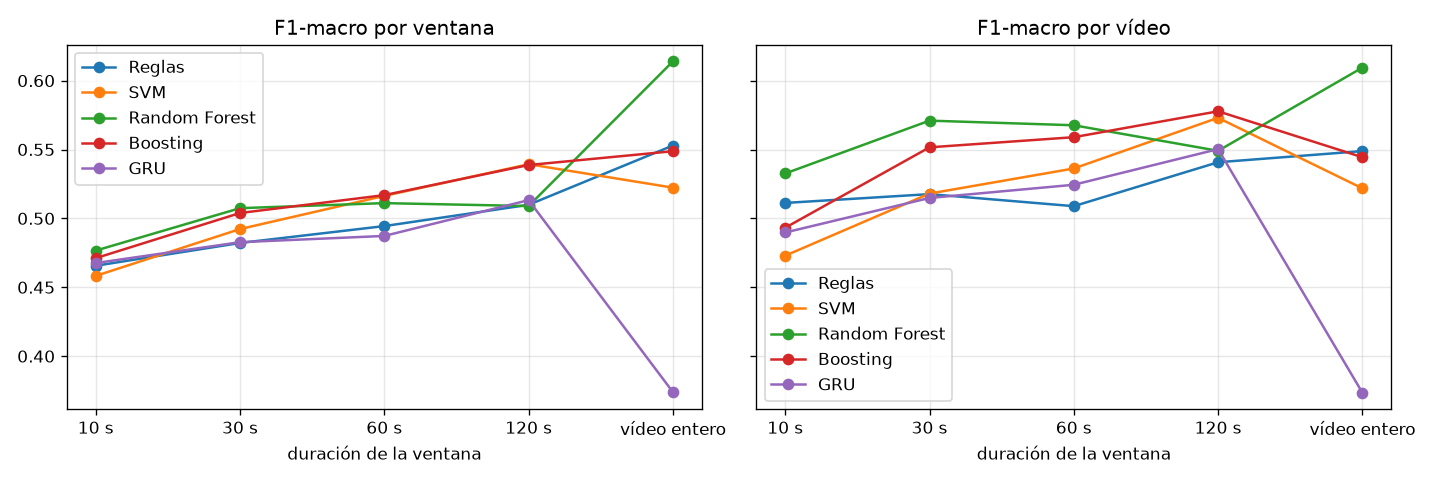 F1-macro por ventana
0.60
0.55
0.50
0.45
0.40
Reglas
SVM
Random Forest
Boosting
GRU
10 s
30 s
60 s
120 s
vídeo entero
duración de la ventana
F1-macro por vídeo
Reglas
SVM
Random Forest
Boosting
GRU
10 s
30 s
60 s
120 s
vídeo entero
duración de la ventana